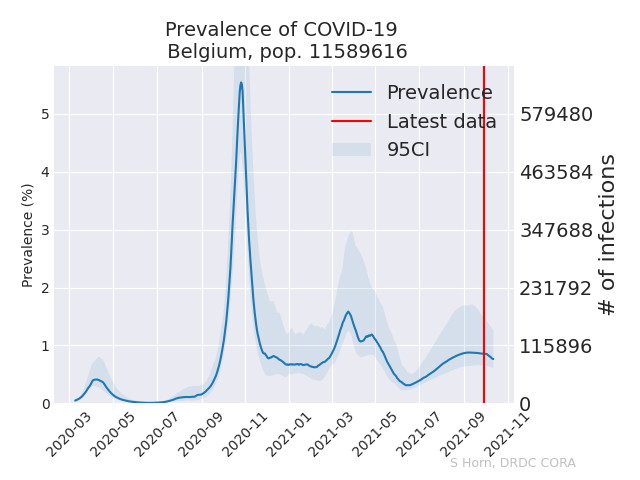 Prevalence of COVID-19
Belgium, pop. 11589616
Prevalence
Latest data
95CI
Prevalence (%)
5
4
3
2
1
0
579480
463584
347688
231792
115896
0
# of infections
2020-03
2020-05
2020-07
2020-09
2020-11
2021-01
2021-03
2021-05
2021-07
2021-09
2021-11
S Horn, DRDC CORA